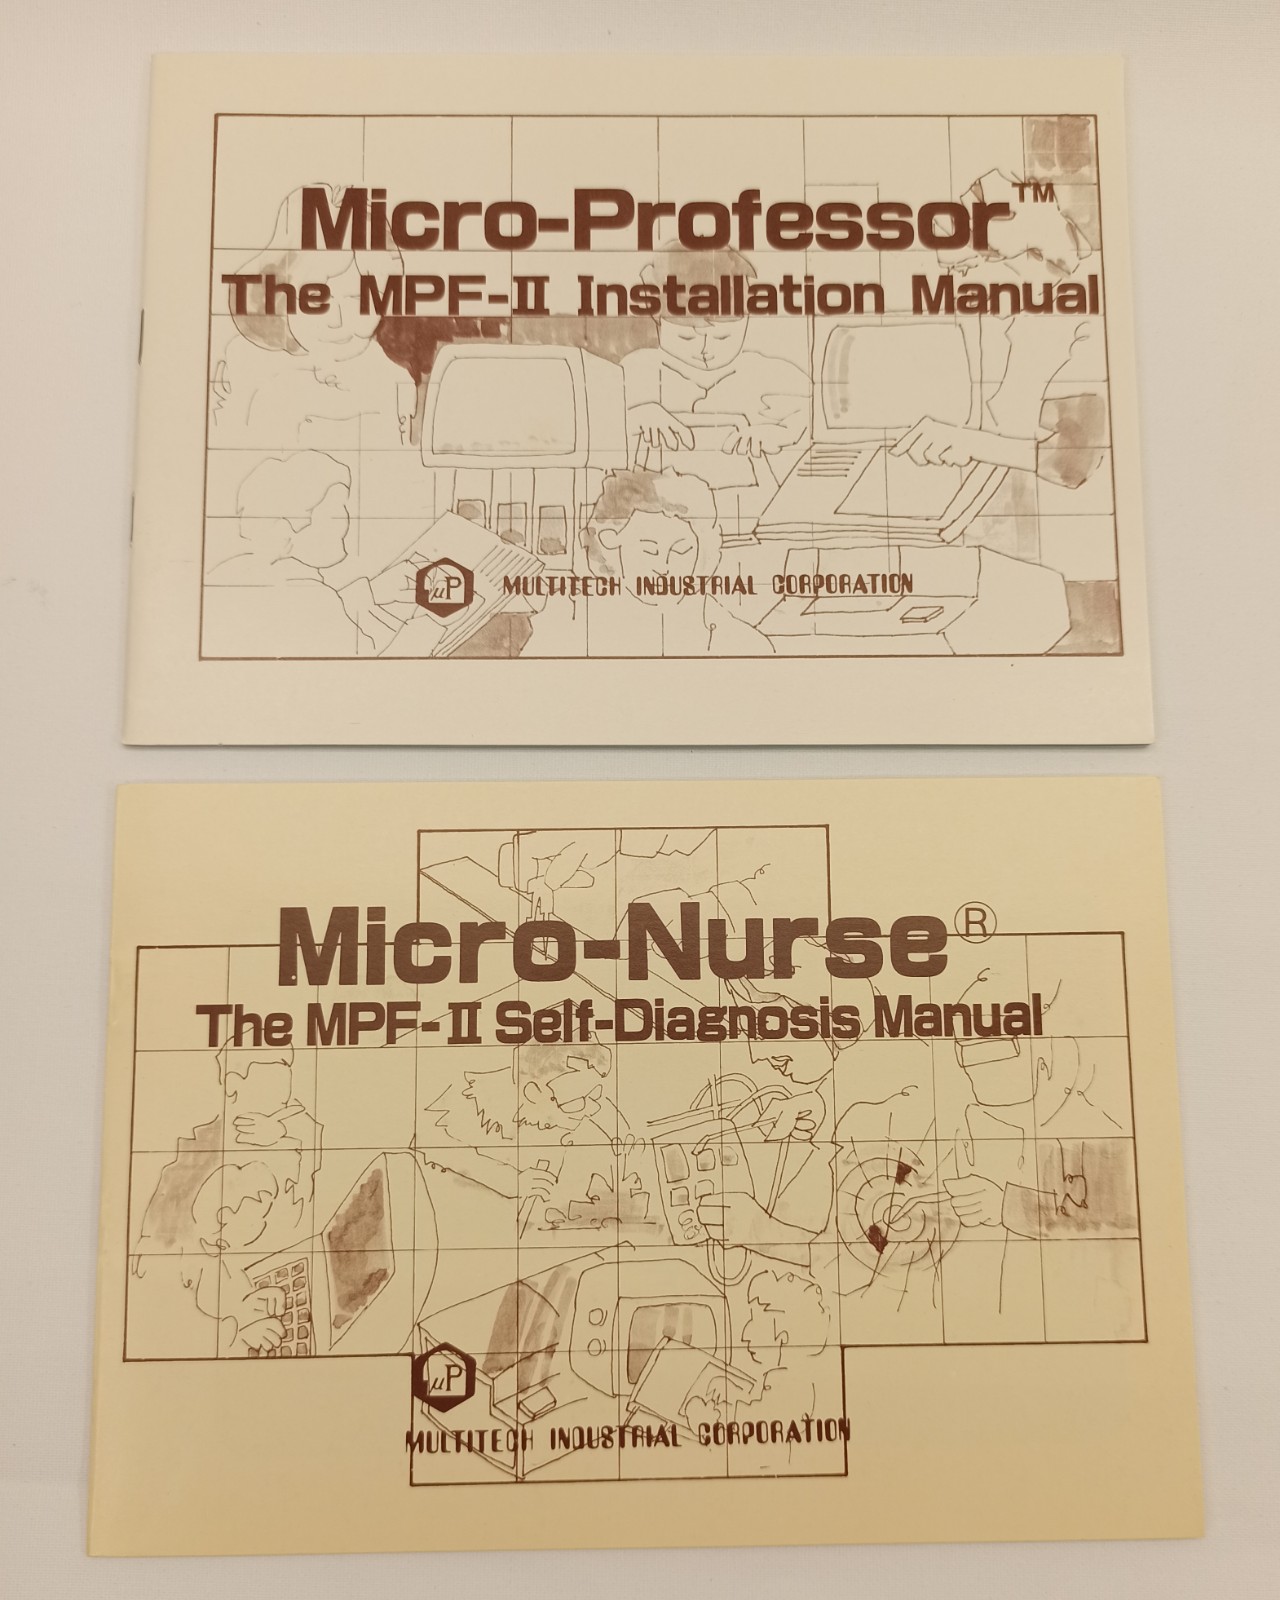 Micro-Professor™
The MPF-II Installation Manual
µP MULTITECH INDUSTRIAL CORPORATION
Micro-Nurse®
The MPF-II Self-Diagnosis Manual
µP
MULTITECH INDUSTRIAL CORPORATION